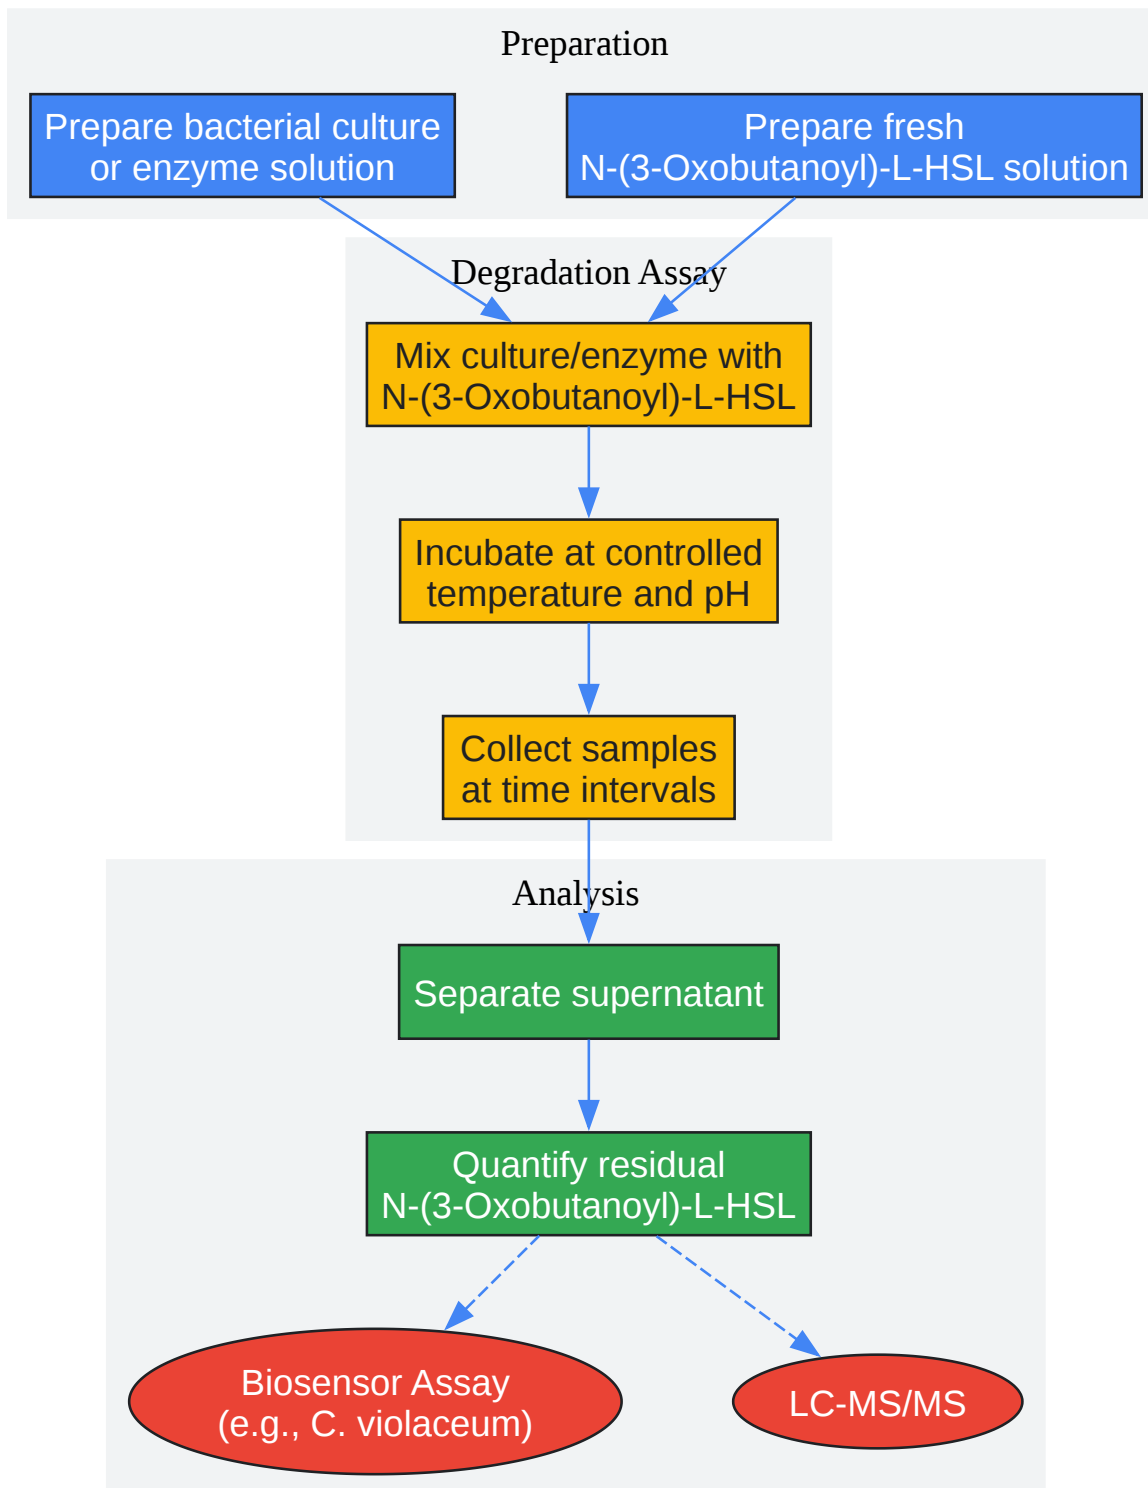 Preparation
Prepare bacterial culture
or enzyme solution
Prepare fresh
N-(3-Oxobutanoyl)-L-HSL solution
Degradation Assay
Mix culture/enzyme with
N-(3-Oxobutanoyl)-L-HSL
Incubate at controlled
temperature and pH
Collect samples
at time intervals
Analysis
Separate supernatant
Quantify residual
N-(3-Oxobutanoyl)-L-HSL
Biosensor Assay
(e.g., C. violaceum)
LC-MS/MS